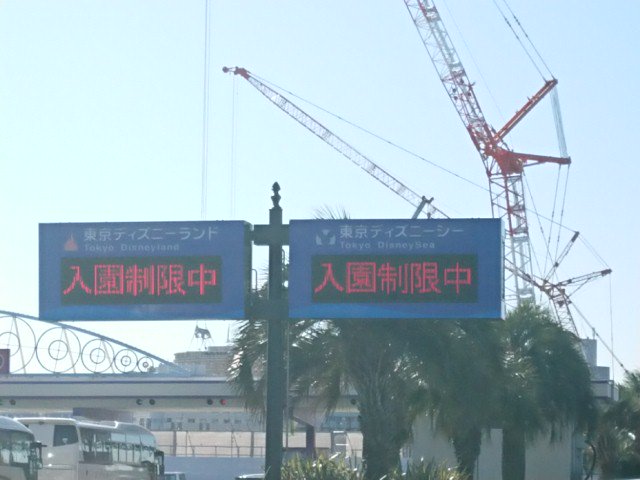 東京ディズニーランド
Tokyo Disneyland
入園制限中
東京ディズニーシー
Tokyo DisneySea
入園制限中